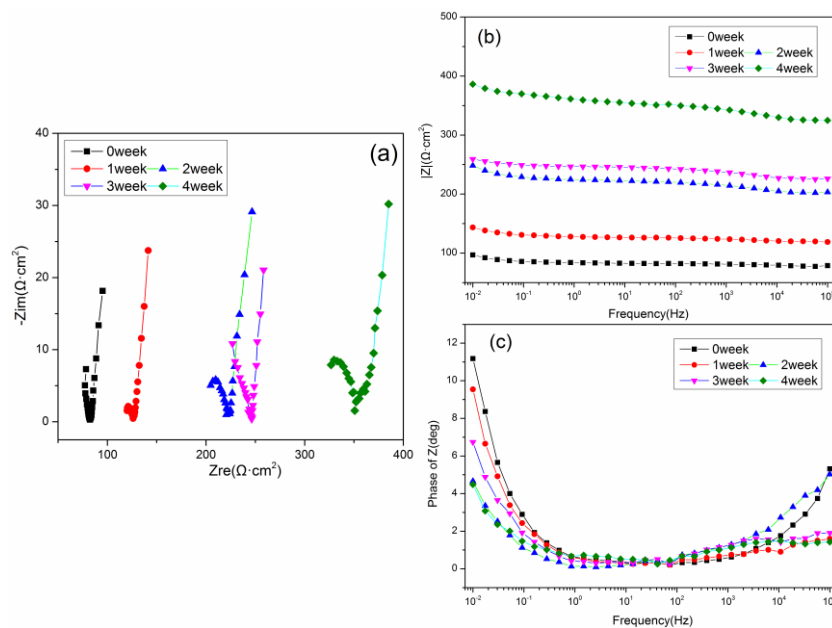 (a)
0week
1week 2week
3week 4week
-Zim(Ω·cm²)
40
30
20
10
0
0 100 200 300 400
Zre(Ω·cm²)
(b)
0week
1week 2week
3week 4week
|Z|(Ω·cm²)
500
400
300
200
100
10⁻² 10⁻¹ 10⁰ 10¹ 10² 10³ 10⁴ 10⁵
Frequency(Hz)
(c)
0week
1week 2week
3week 4week
Phase of Z(deg)
12
10
8
6
4
2
0
10⁻² 10⁻¹ 10⁰ 10¹ 10² 10³ 10⁴ 10⁵
Frequency(Hz)